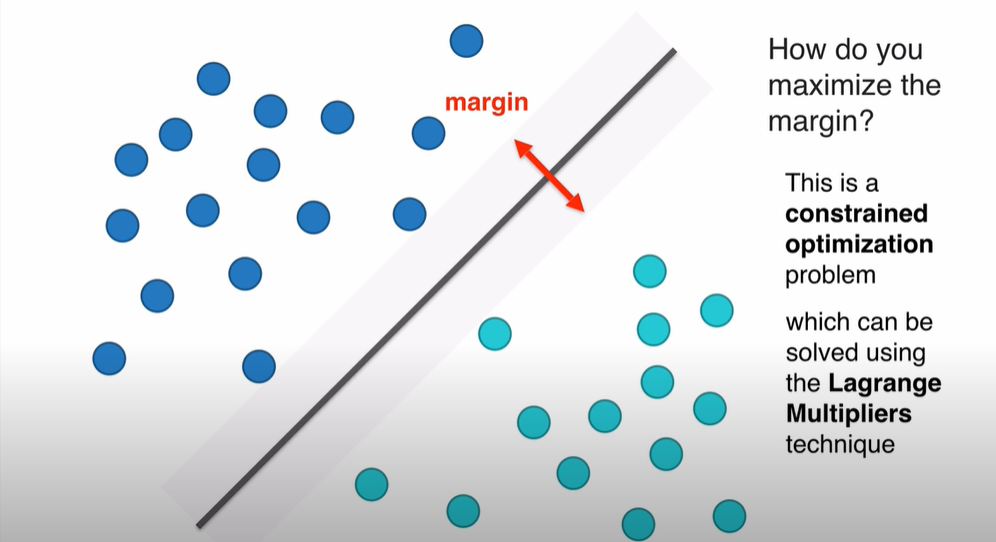 margin
How do you
maximize the
margin?
This is a
constrained
optimization
problem
which can be
solved using
the Lagrange
Multipliers
technique